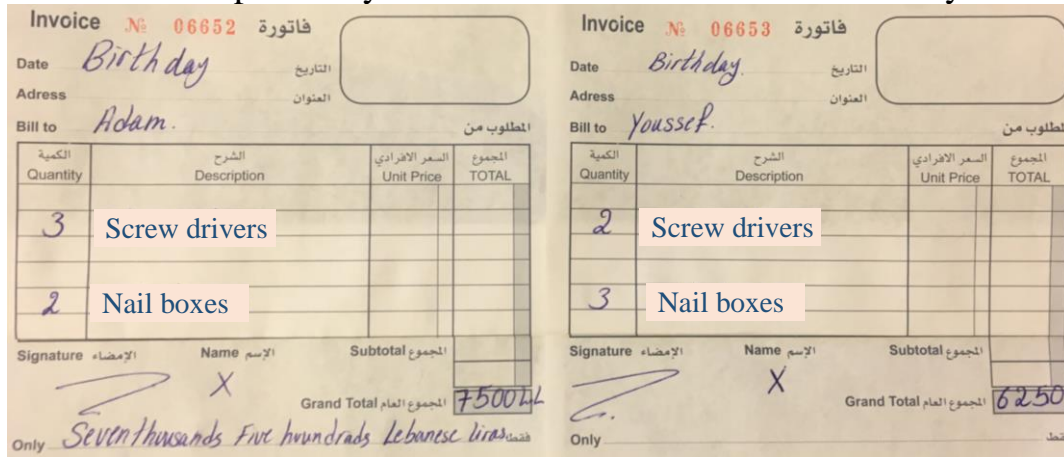 Invoice № 06652 فاتورة
Date Birthday التاريخ
Adress العنوان
Bill to Adam. المطلوب من
الكمية الشرح السعر الافرادي المجموع
Quantity Description Unit Price TOTAL
3 Screw drivers
2 Nail boxes
Signature الإمضاء Name الإسم Subtotal المجموع
X
Grand Total المجموع العام 7500 L.L
Only Seven thousands Five hundrads Lebanese liras فقط
Invoice № 06653 فاتورة
Date Birthday. التاريخ
Adress العنوان
Bill to Youssef. المطلوب من
الكمية الشرح السعر الافرادي المجموع
Quantity Description Unit Price TOTAL
2 Screw drivers
3 Nail boxes
Signature الإمضاء Name الإسم Subtotal المجموع
X
Grand Total المجموع العام 6250
Only فقط